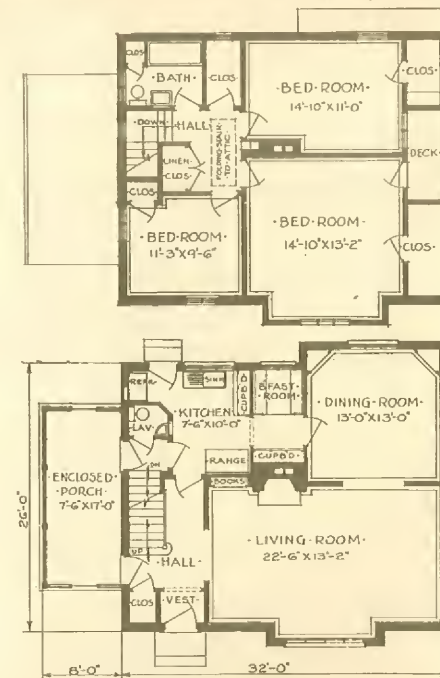 CLOS
BATH
CLOS
BED-ROOM
14'-10"X11'-0"
CLOS
DOWN
HALL
FOLDING STAIR
TO ATTIC
LINEN
CLOS
DECK
CLOS
BED-ROOM
11'-3"X9'-6"
BED-ROOM
14'-10"X13'-2"
CLOS
REFR
SINK
CUPB'D
KITCHEN
7'-6"X10'-0"
B'FAST
ROOM
DINING-ROOM
13'-0"X13'-0"
LAV
DN
RANGE
CUPB'D
BOOKS
ENCLOSED
PORCH
7'-6"X17'-0"
26'-0"
UP
HALL
LIVING-ROOM
22'-6"X13'-2"
CLOS
VEST
8'-0"
32'-0"